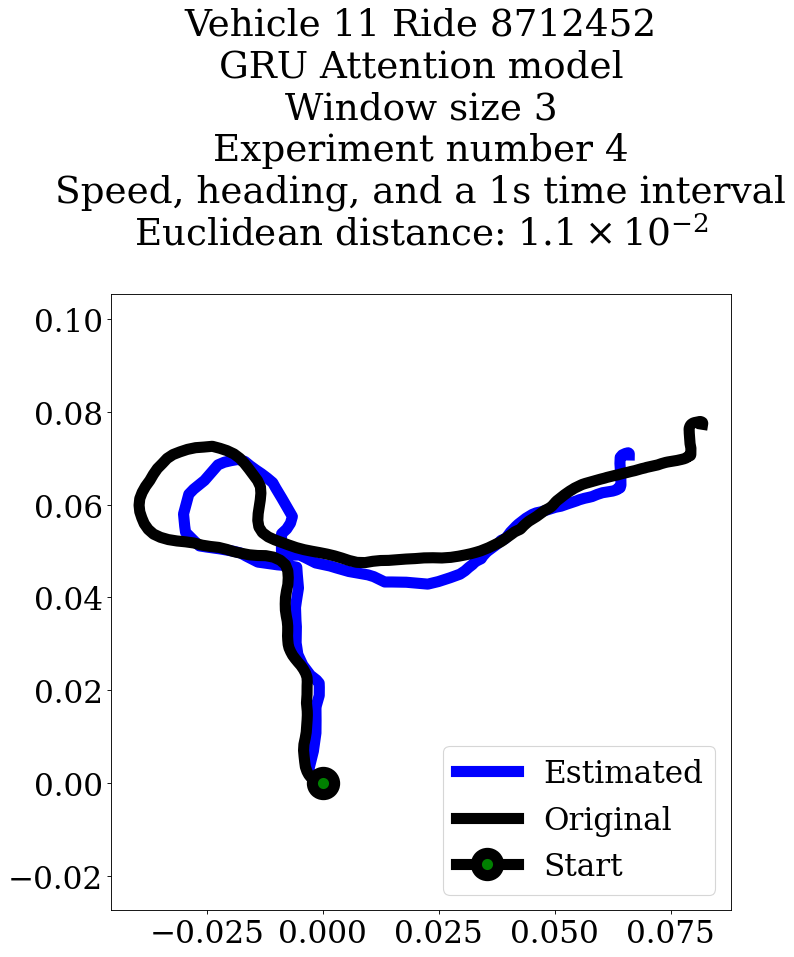 Vehicle 11 Ride 8712452
GRU Attention model
Window size 3
Experiment number 4
Speed, heading, and a 1s time interval
Euclidean distance: 1.1 × 10⁻²
0.10
0.08
0.06
0.04
0.02
0.00
−0.02
Estimated
Original
Start
−0.025 0.000 0.025 0.050 0.075